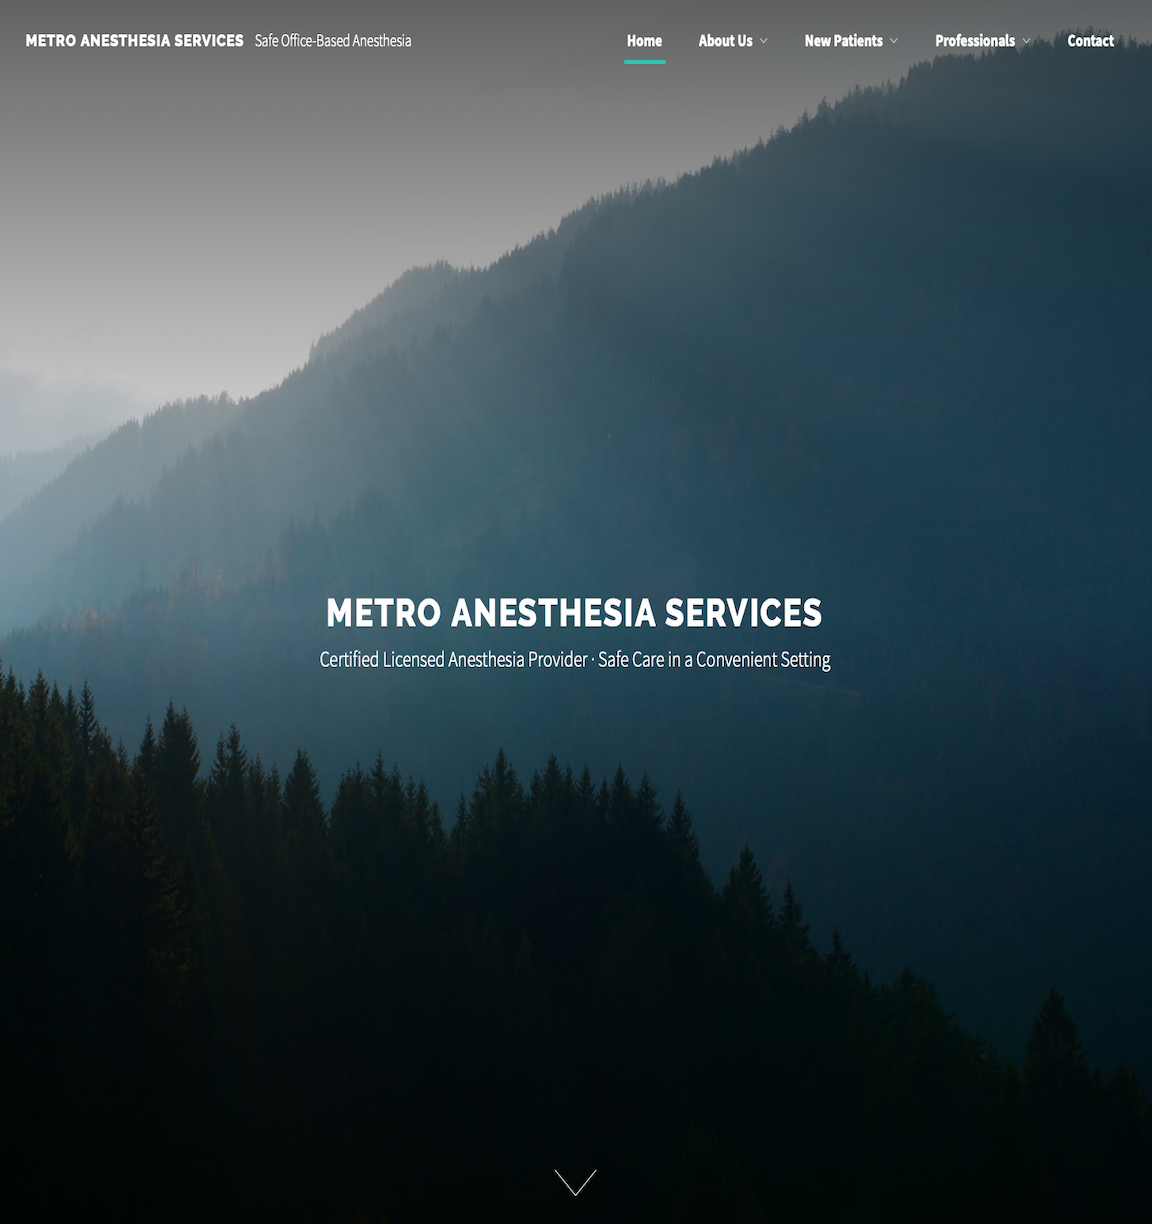 METRO ANESTHESIA SERVICES Safe Office-Based Anesthesia Home About Us New Patients Professionals Contact
METRO ANESTHESIA SERVICES
Certified Licensed Anesthesia Provider · Safe Care in a Convenient Setting